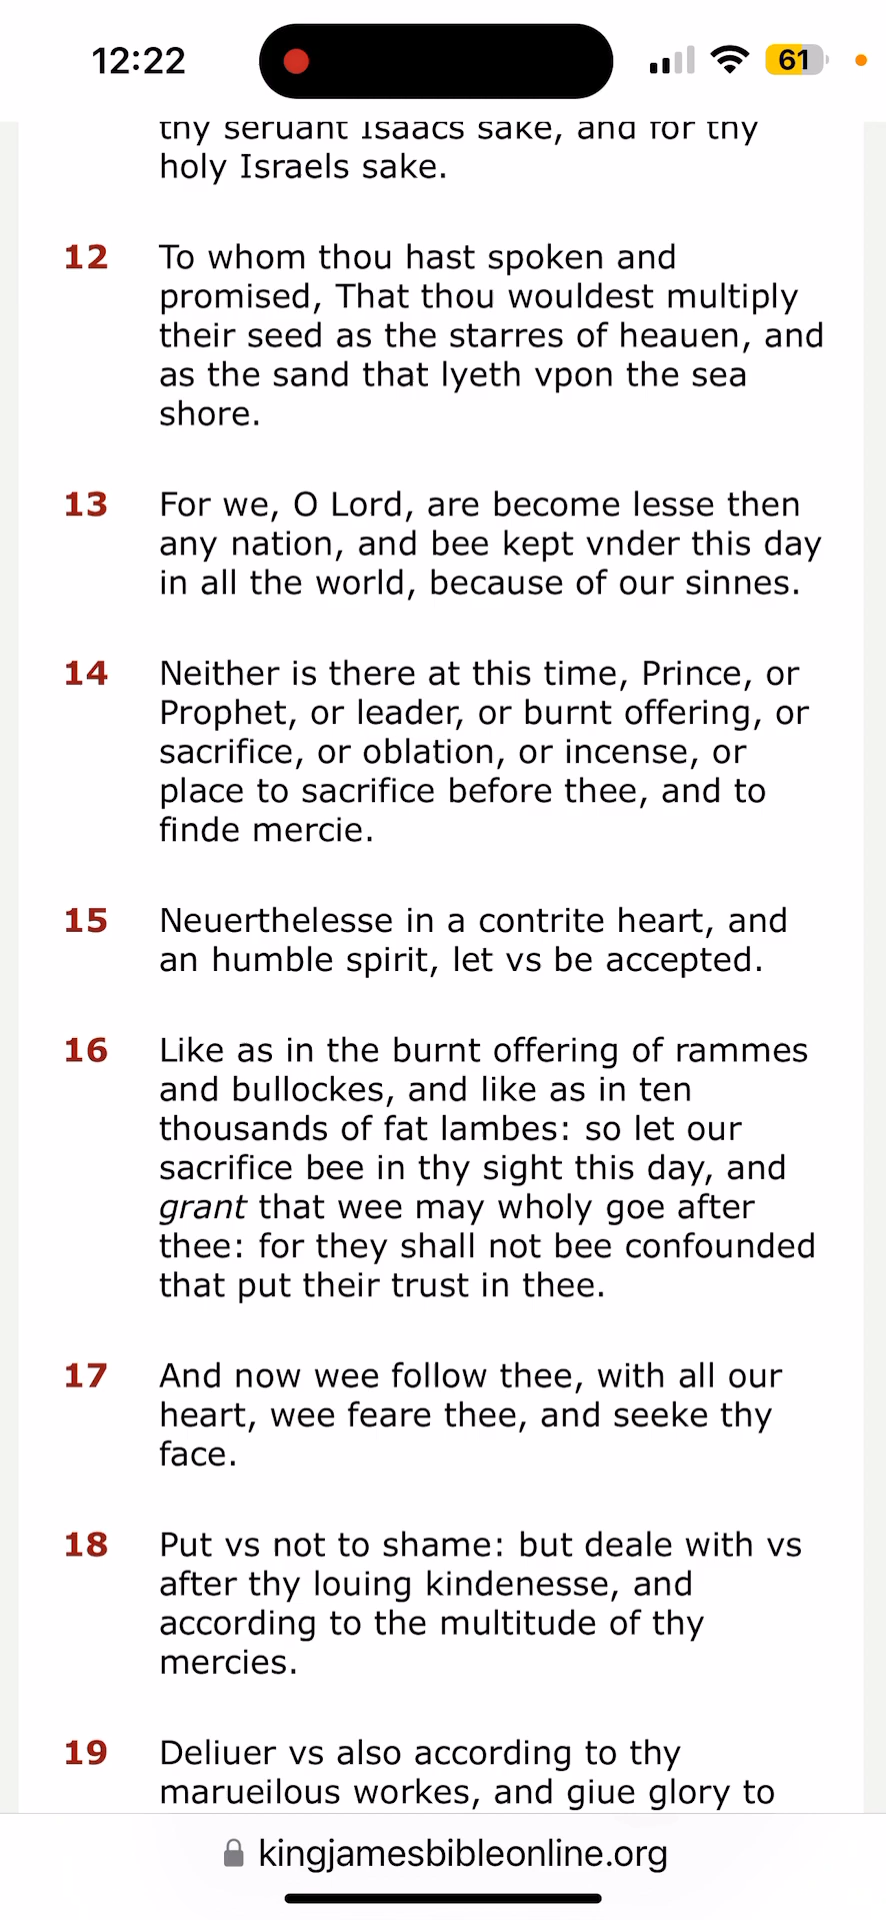 12:22
61
thy seruant Isaacs sake, and for thy
holy Israels sake.
12 To whom thou hast spoken and
promised, That thou wouldest multiply
their seed as the starres of heauen, and
as the sand that lyeth vpon the sea
shore.
13 For we, O Lord, are become lesse then
any nation, and bee kept vnder this day
in all the world, because of our sinnes.
14 Neither is there at this time, Prince, or
Prophet, or leader, or burnt offering, or
sacrifice, or oblation, or incense, or
place to sacrifice before thee, and to
finde mercie.
15 Neuerthelesse in a contrite heart, and
an humble spirit, let vs be accepted.
16 Like as in the burnt offering of rammes
and bullockes, and like as in ten
thousands of fat lambes: so let our
sacrifice bee in thy sight this day, and
grant that wee may wholy goe after
thee: for they shall not bee confounded
that put their trust in thee.
17 And now wee follow thee, with all our
heart, wee feare thee, and seeke thy
face.
18 Put vs not to shame: but deale with vs
after thy louing kindenesse, and
according to the multitude of thy
mercies.
19 Deliuer vs also according to thy
marueilous workes, and giue glory to
kingjamesbibleonline.org